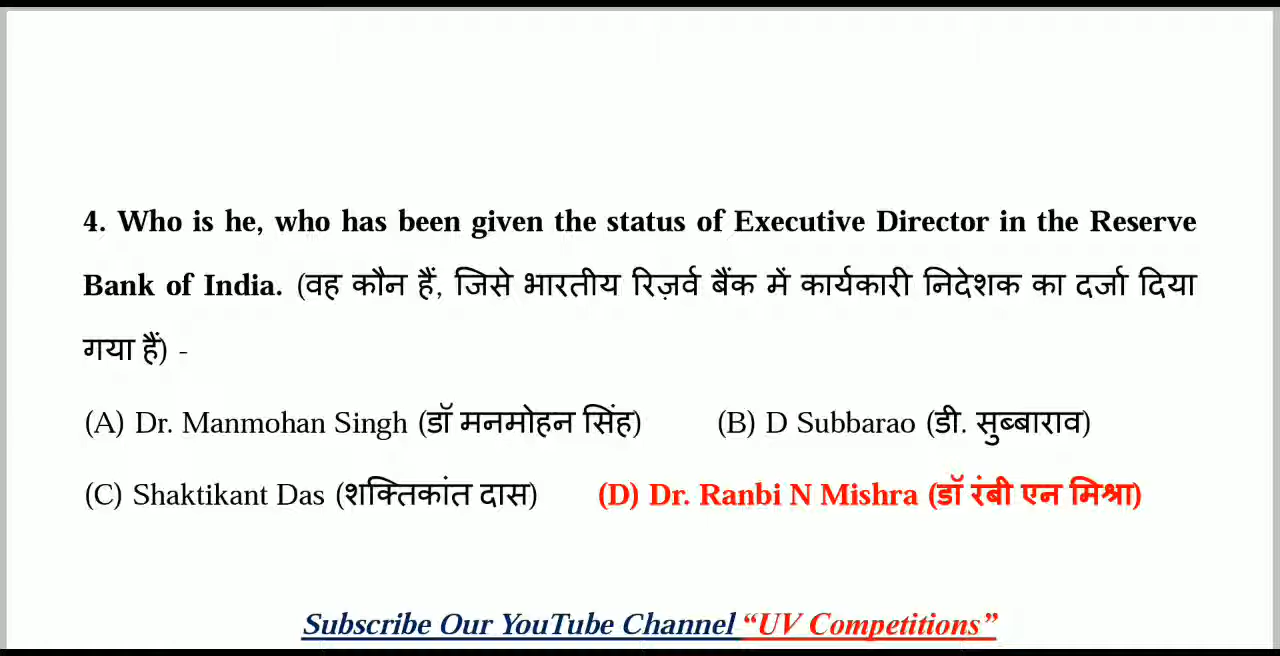 4. Who is he, who has been given the status of Executive Director in the Reserve
Bank of India. (वह कौन हैं, जिसे भारतीय रिज़र्व बैंक में कार्यकारी निदेशक का दर्जा दिया
गया हैं) -
(A) Dr. Manmohan Singh (डॉ मनमोहन सिंह) (B) D Subbarao (डी. सुब्बाराव)
(C) Shaktikant Das (शक्तिकांत दास) (D) Dr. Ranbi N Mishra (डॉ रंबी एन मिश्रा)
Subscribe Our YouTube Channel “UV Competitions”